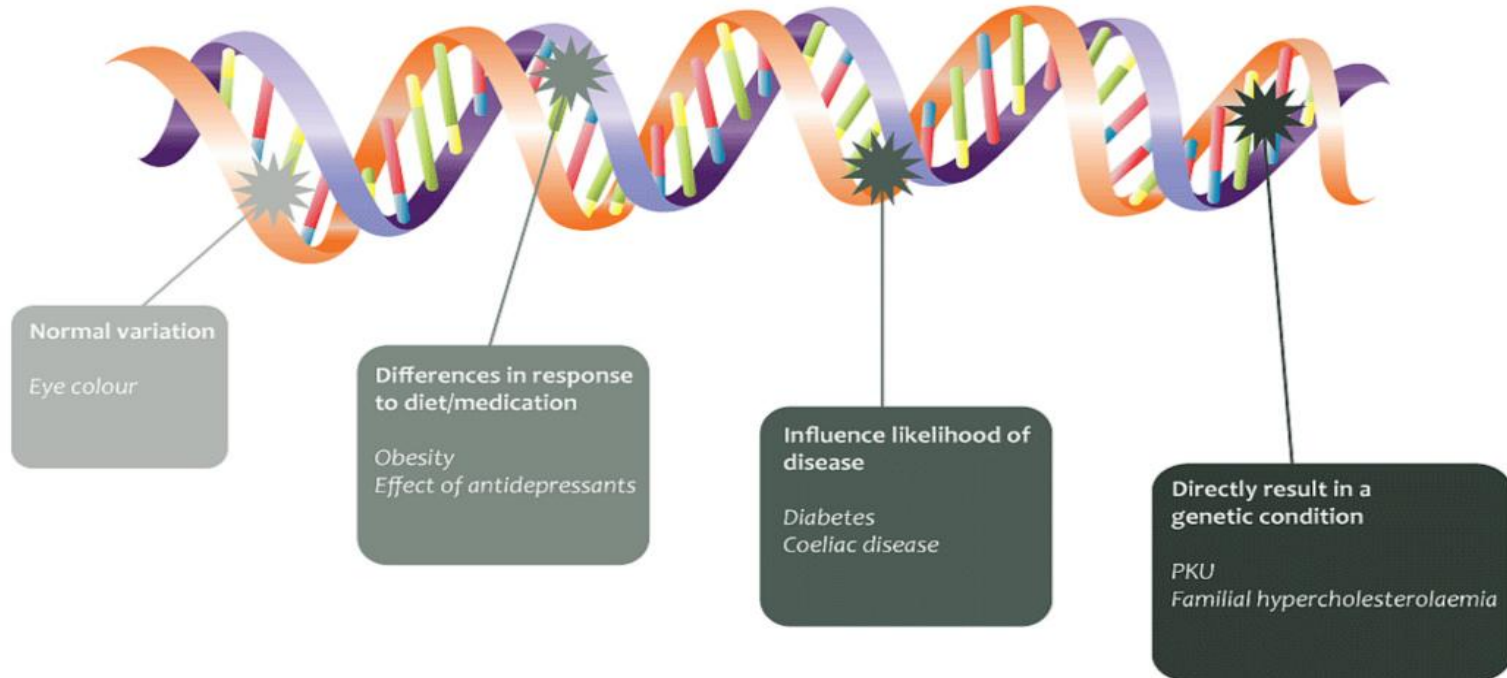 Normal variation
Eye colour
Differences in response
to diet/medication
Obesity
Effect of antidepressants
Influence likelihood of
disease
Diabetes
Coeliac disease
Directly result in a
genetic condition
PKU
Familial hypercholesterolaemia